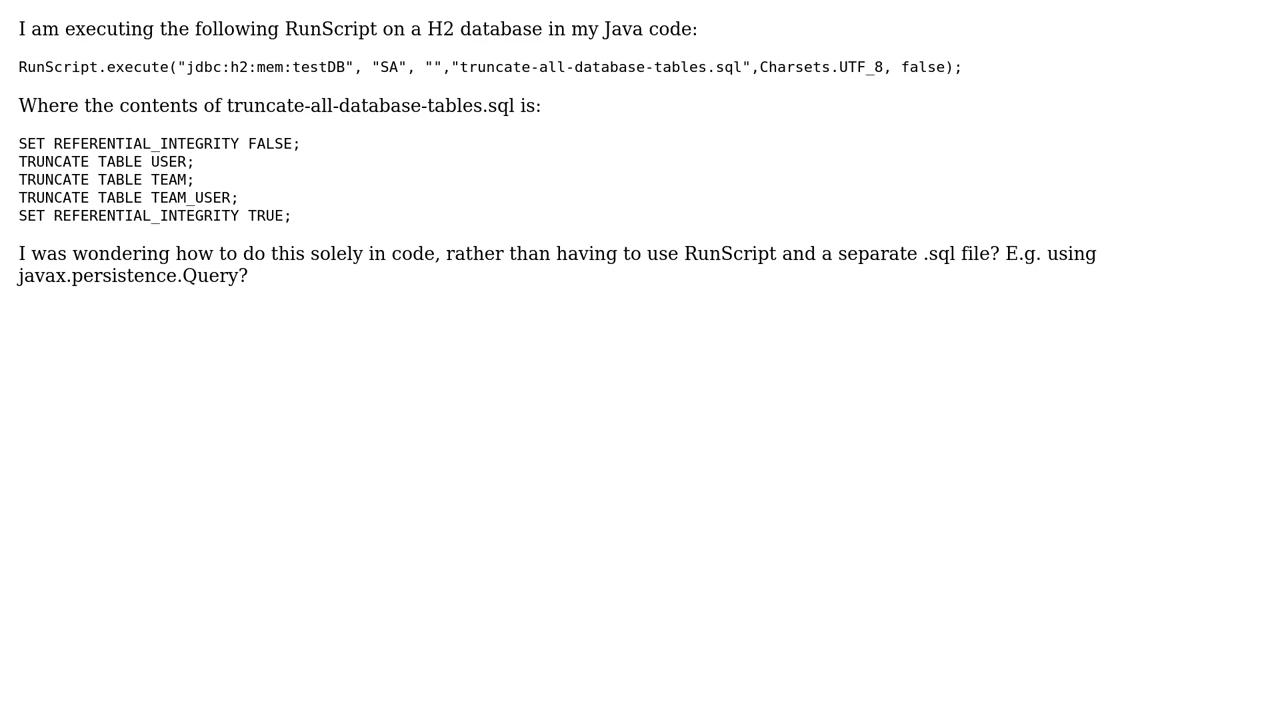 I am executing the following RunScript on a H2 database in my Java code:
RunScript.execute("jdbc:h2:mem:testDB", "SA", "","truncate-all-database-tables.sql",Charsets.UTF_8, false);
Where the contents of truncate-all-database-tables.sql is:
SET REFERENTIAL_INTEGRITY FALSE;
TRUNCATE TABLE USER;
TRUNCATE TABLE TEAM;
TRUNCATE TABLE TEAM_USER;
SET REFERENTIAL_INTEGRITY TRUE;
I was wondering how to do this solely in code, rather than having to use RunScript and a separate .sql file? E.g. using
javax.persistence.Query?